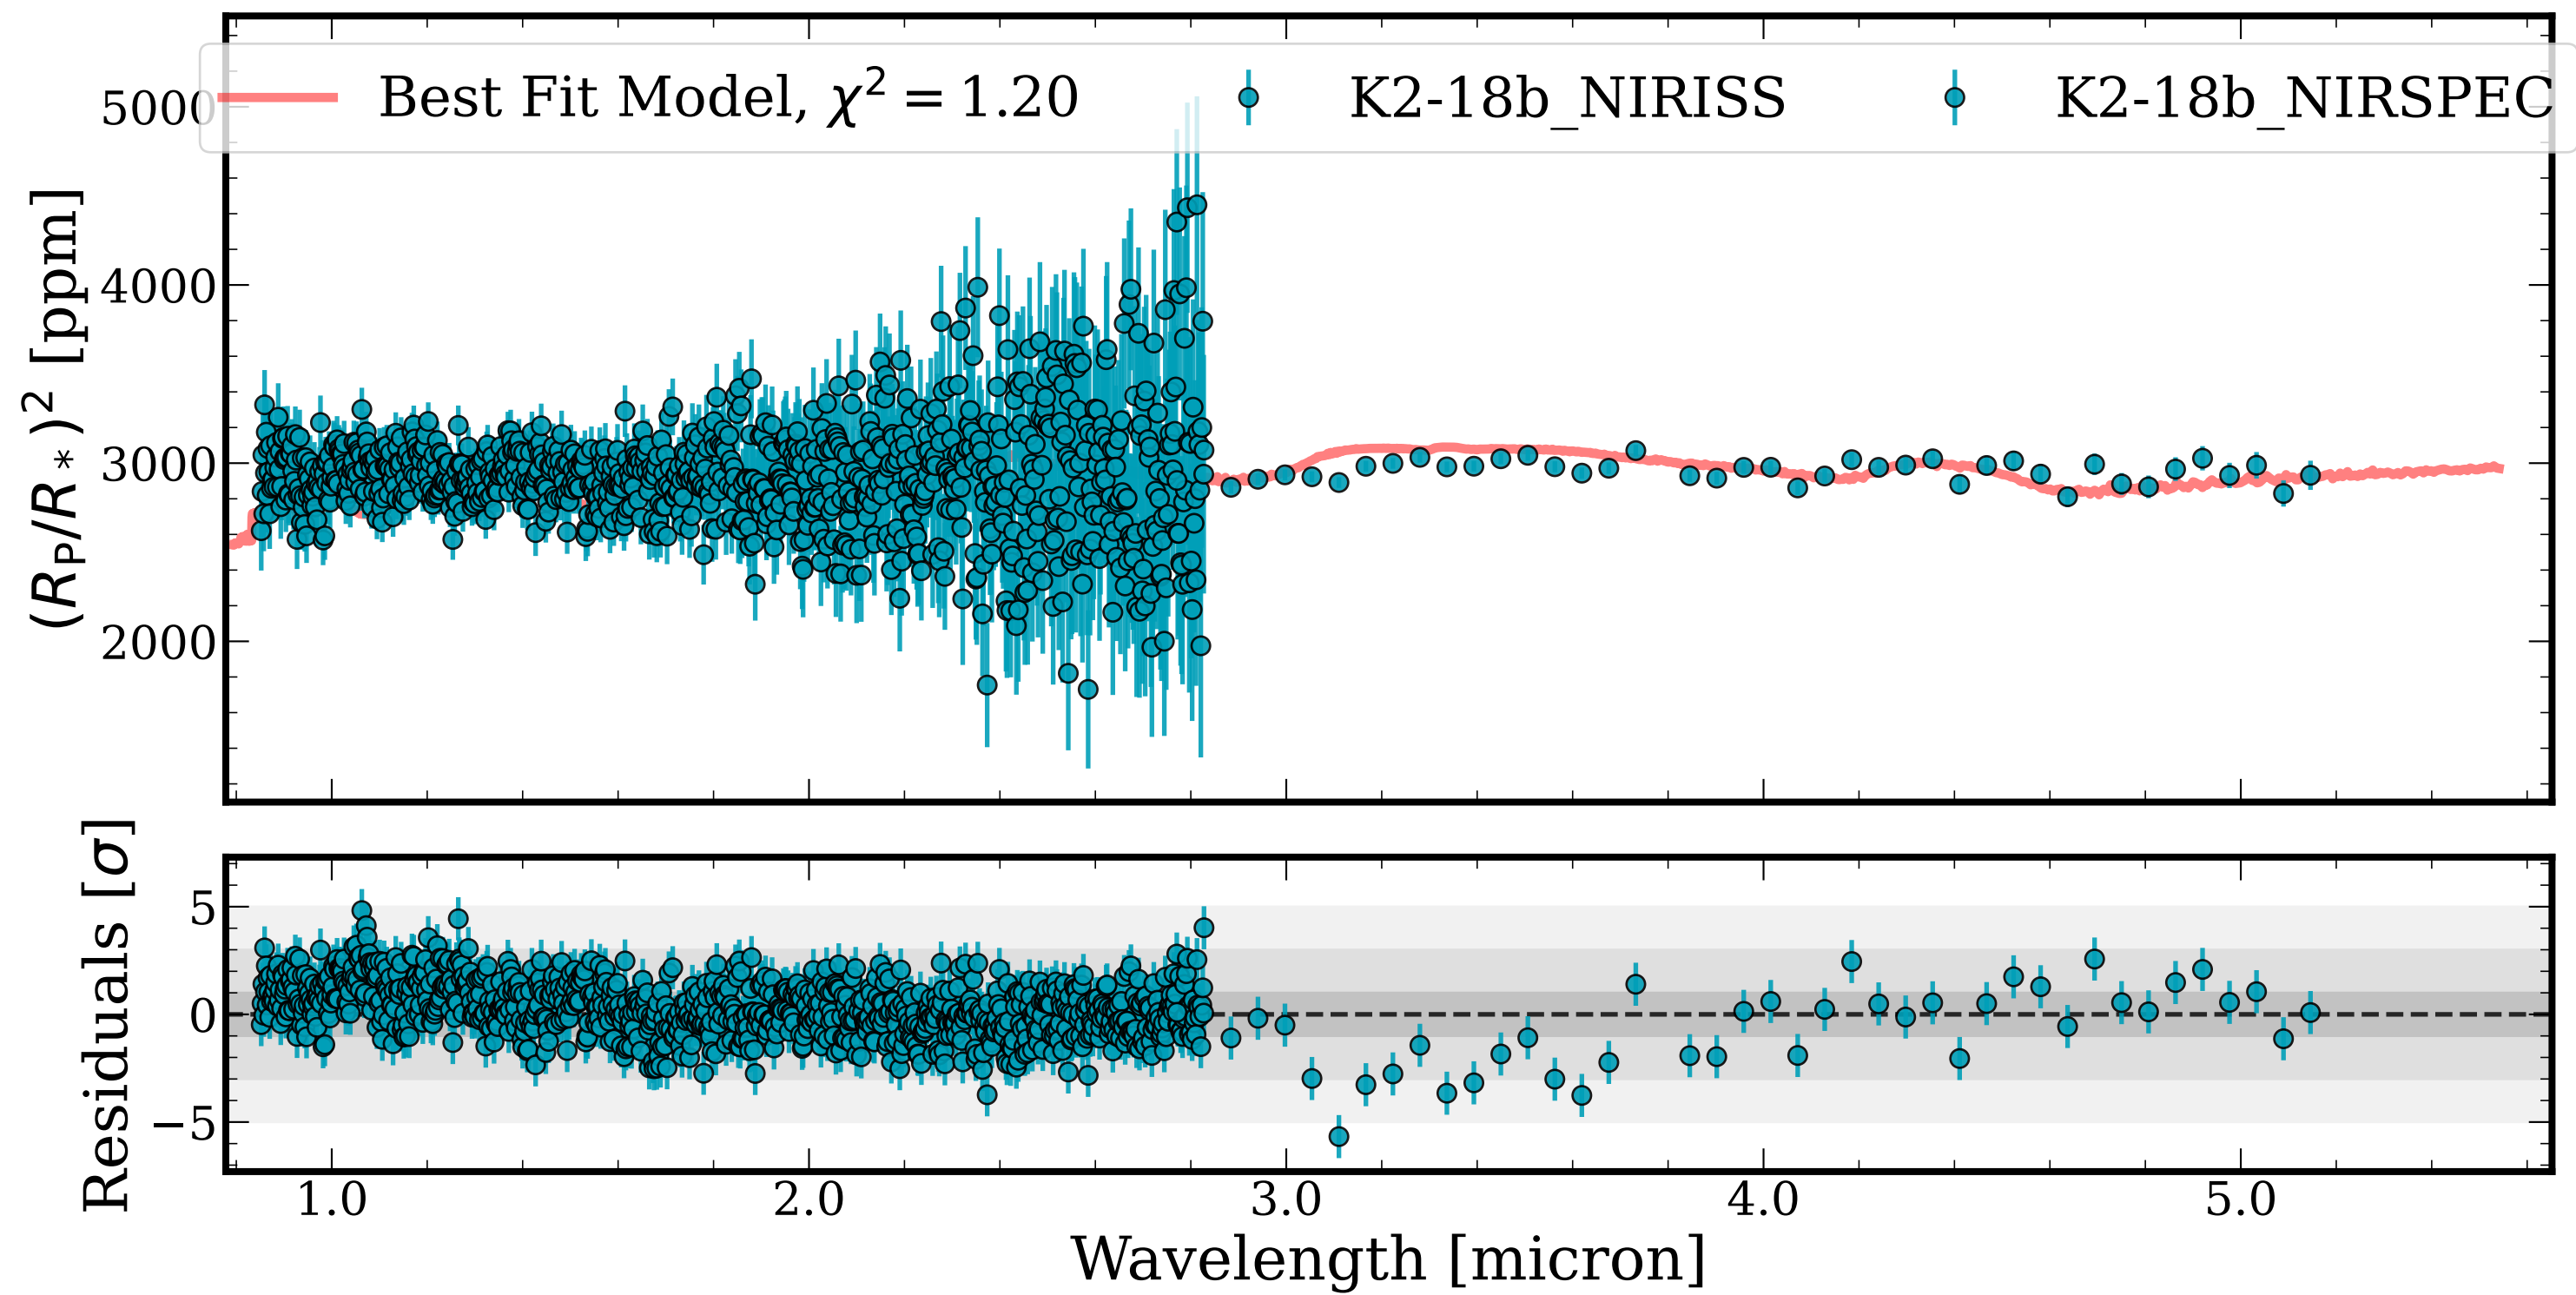 Best Fit Model, χ² = 1.20
K2-18b_NIRISS
K2-18b_NIRSPEC
(R_P/R_*)² [ppm]
5000
4000
3000
2000
Residuals [σ]
5
0
−5
1.0 2.0 3.0 4.0 5.0
Wavelength [micron]